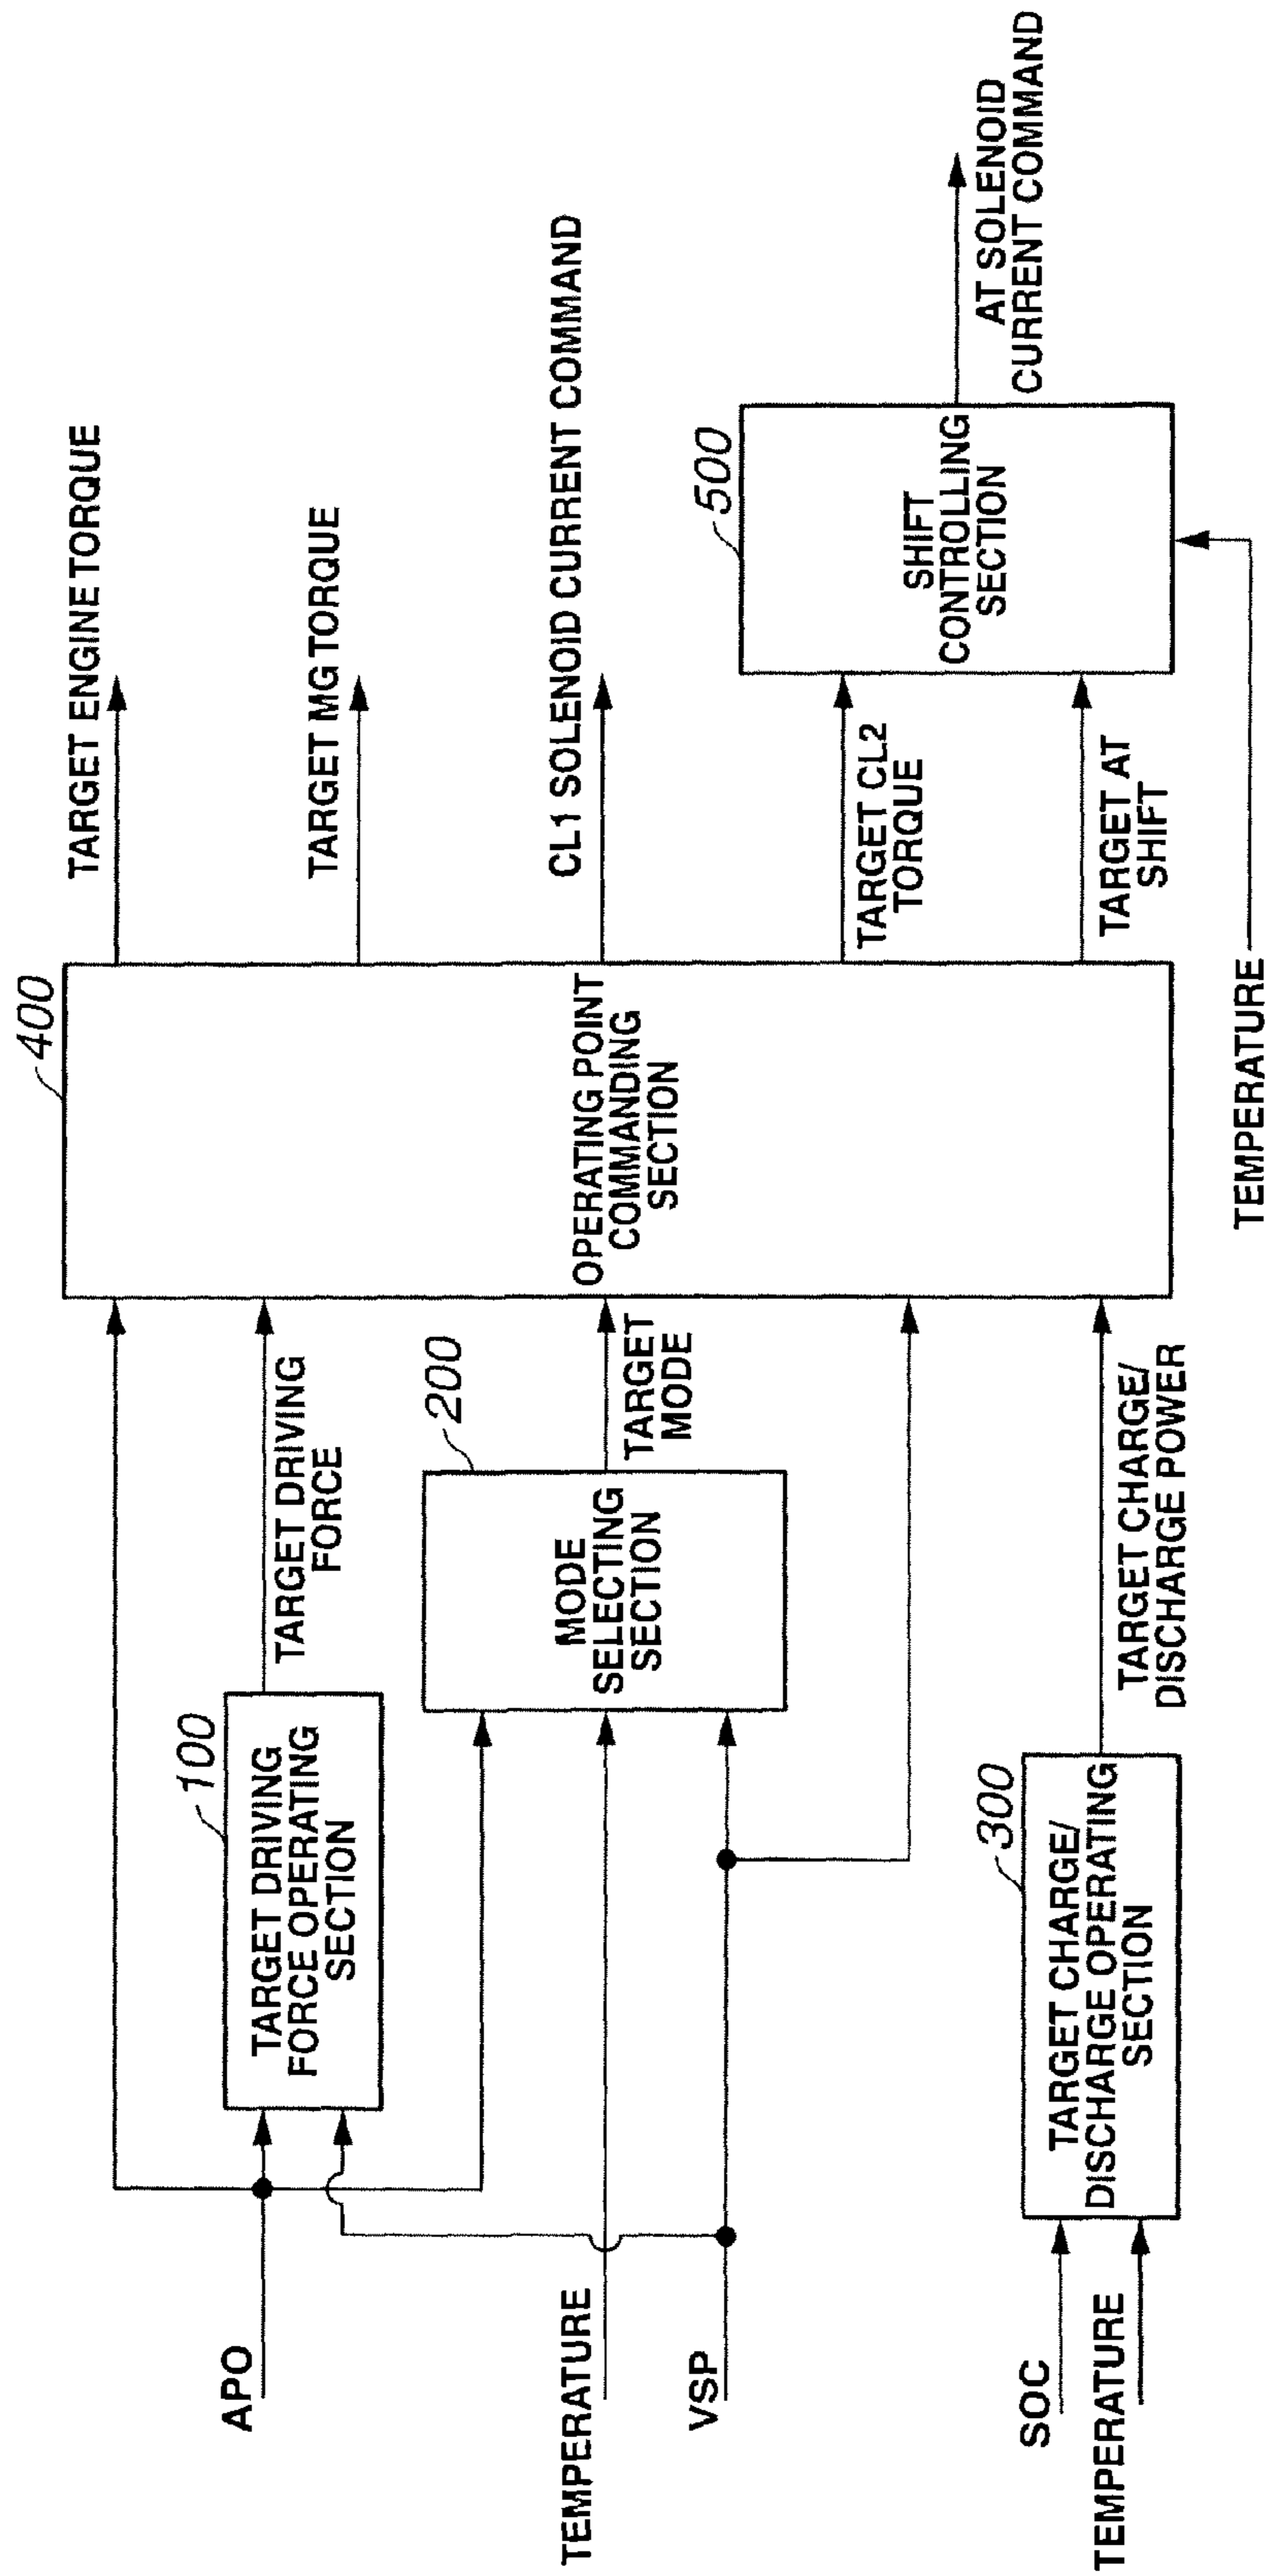 APO
TEMPERATURE
VSP
SOC
TEMPERATURE
100
TARGET DRIVING
FORCE OPERATING
SECTION
TARGET DRIVING
FORCE
200
MODE
SELECTING
SECTION
TARGET
MODE
300
TARGET CHARGE/
DISCHARGE OPERATING
SECTION
TARGET CHARGE/
DISCHARGE POWER
400
OPERATING POINT
COMMANDING
SECTION
TARGET ENGINE TORQUE
TARGET MG TORQUE
CL1 SOLENOID CURRENT COMMAND
TARGET CL2
TORQUE
TARGET AT
SHIFT
TEMPERATURE
500
SHIFT
CONTROLLING
SECTION
AT SOLENOID
CURRENT COMMAND